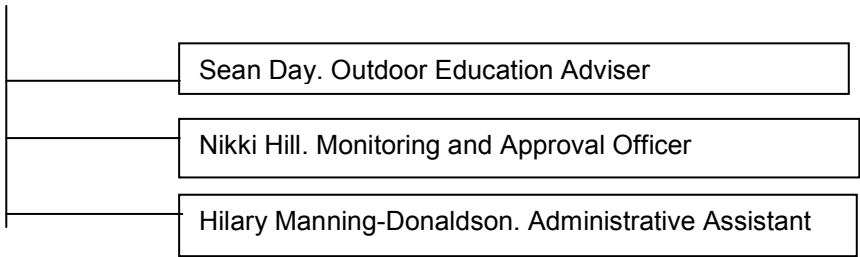 Sean Day. Outdoor Education Adviser
Nikki Hill. Monitoring and Approval Officer
Hilary Manning-Donaldson. Administrative Assistant